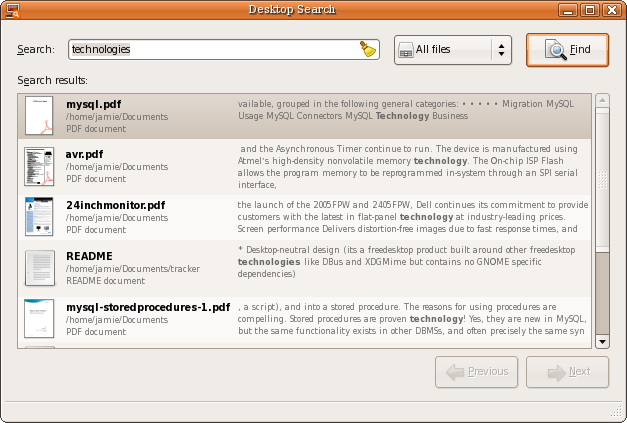 Desktop Search
Search: technologies All files Find
Search results:
mysql.pdf
/home/jamie/Documents
PDF document
vailable, grouped in the following general categories: • • • • • Migration MySQL
Usage MySQL Connectors MySQL Technology Business
avr.pdf
/home/jamie/Documents
PDF document
and the Asynchronous Timer continue to run. The device is manufactured using
Atmel's high-density nonvolatile memory technology. The On-chip ISP Flash
allows the program memory to be reprogrammed in-system through an SPI serial
interface,
24inchmonitor.pdf
/home/jamie/Documents
PDF document
the launch of the 2005FPW and 2405FPW, Dell continues its commitment to provide
customers with the latest in flat-panel technology at industry-leading prices.
Screen performance Delivers distortion-free images due to fast response times, and
README
/home/jamie/Documents/tracker
README document
* Desktop-neutral design (its a freedesktop product built around other freedesktop
technologies like DBus and XDGMime but contains no GNOME specific
dependencies)
mysql-storedprocedures-1.pdf
/home/jamie/Documents
PDF document
, a script), and into a stored procedure. The reasons for using procedures are
compelling. Stored procedures are proven technology! Yes, they are new in MySQL,
but the same functionality exists in other DBMSs, and often precisely the same syn
Previous Next